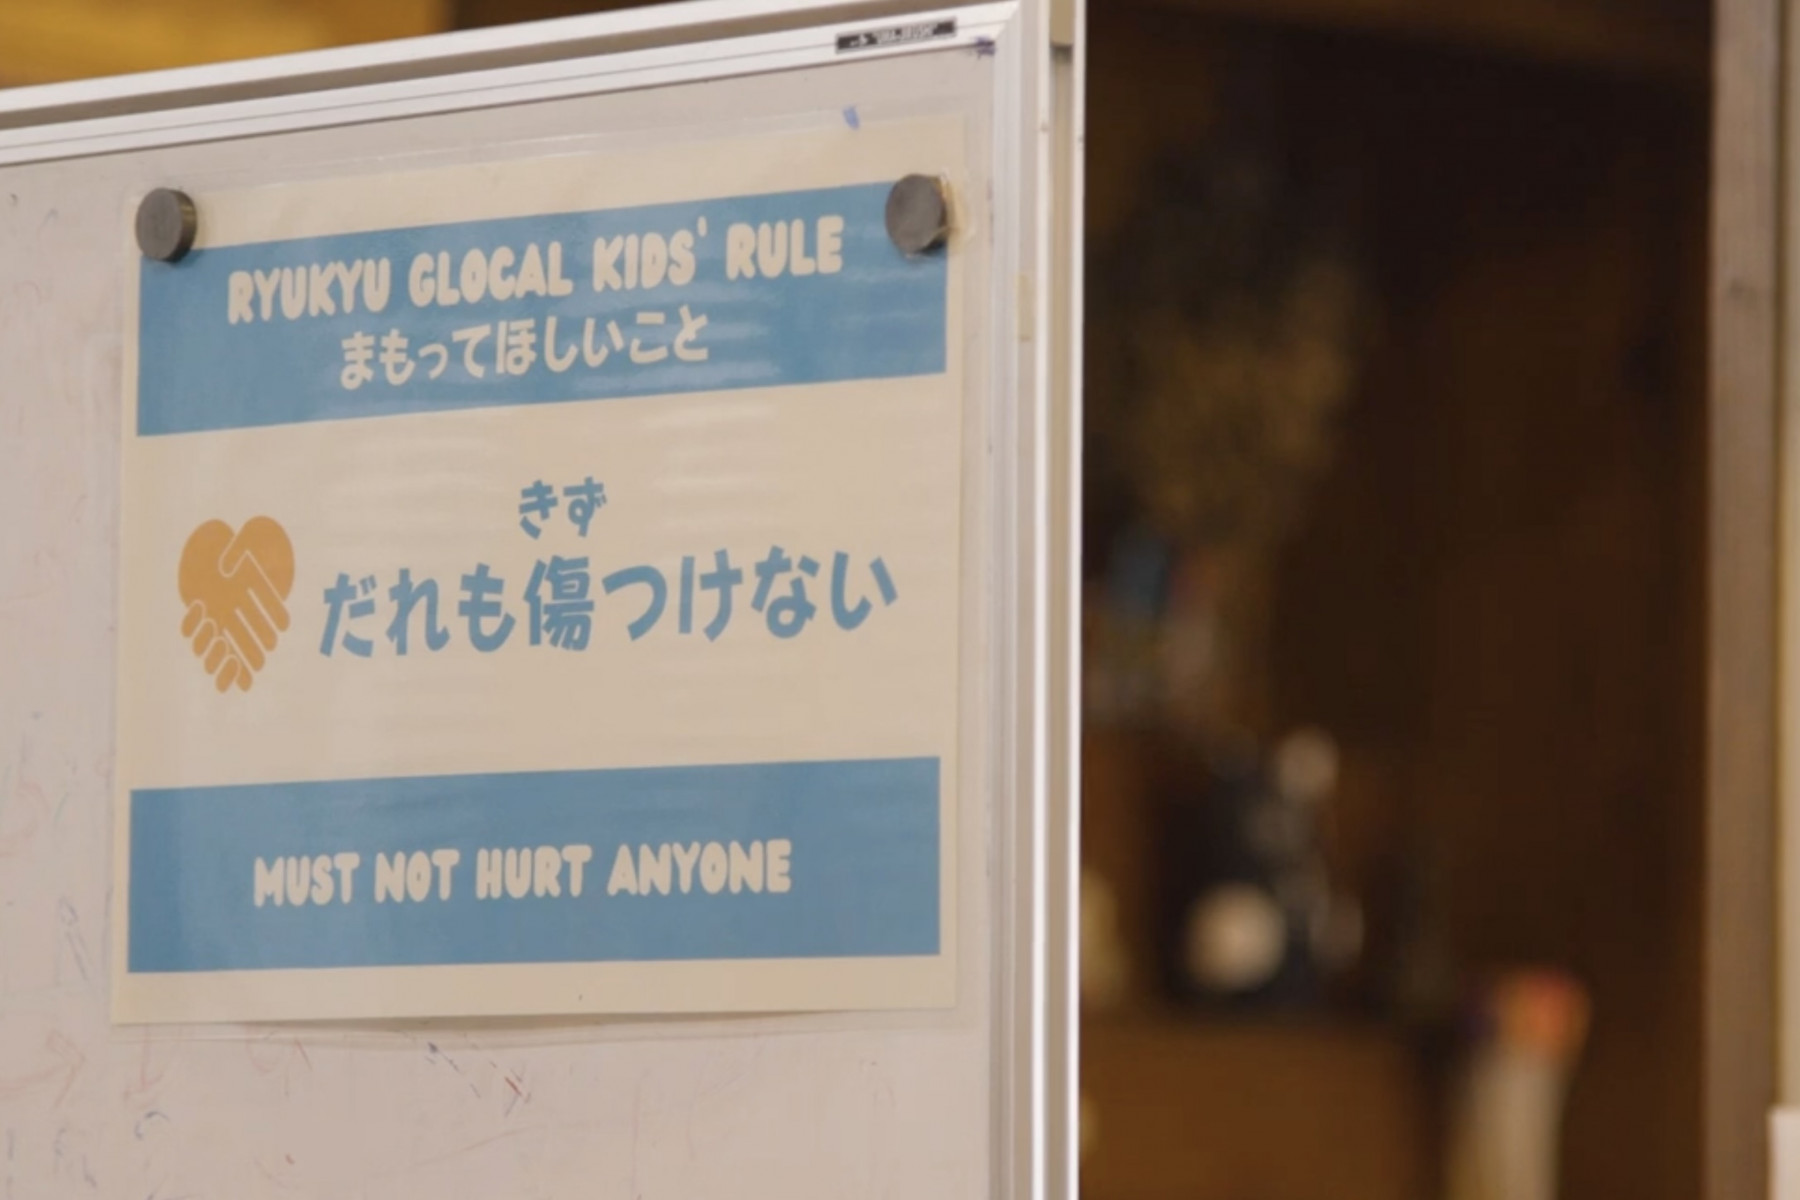 RYUKYU GLOCAL KIDS' RULE
まもってほしいこと
きず
だれも傷つけない
MUST NOT HURT ANYONE